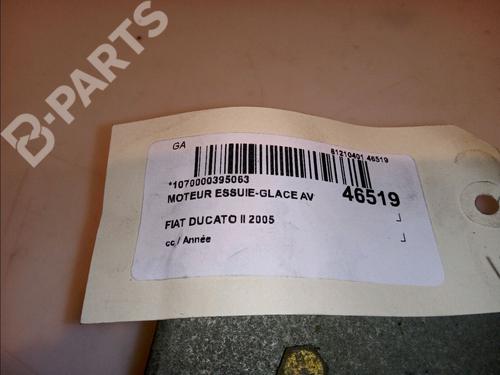 B-PARTS
GA
81210401 46519
*1070000395063
MOTEUR ESSUIE-GLACE AV
46519
FIAT DUCATO II 2005
cc / Année